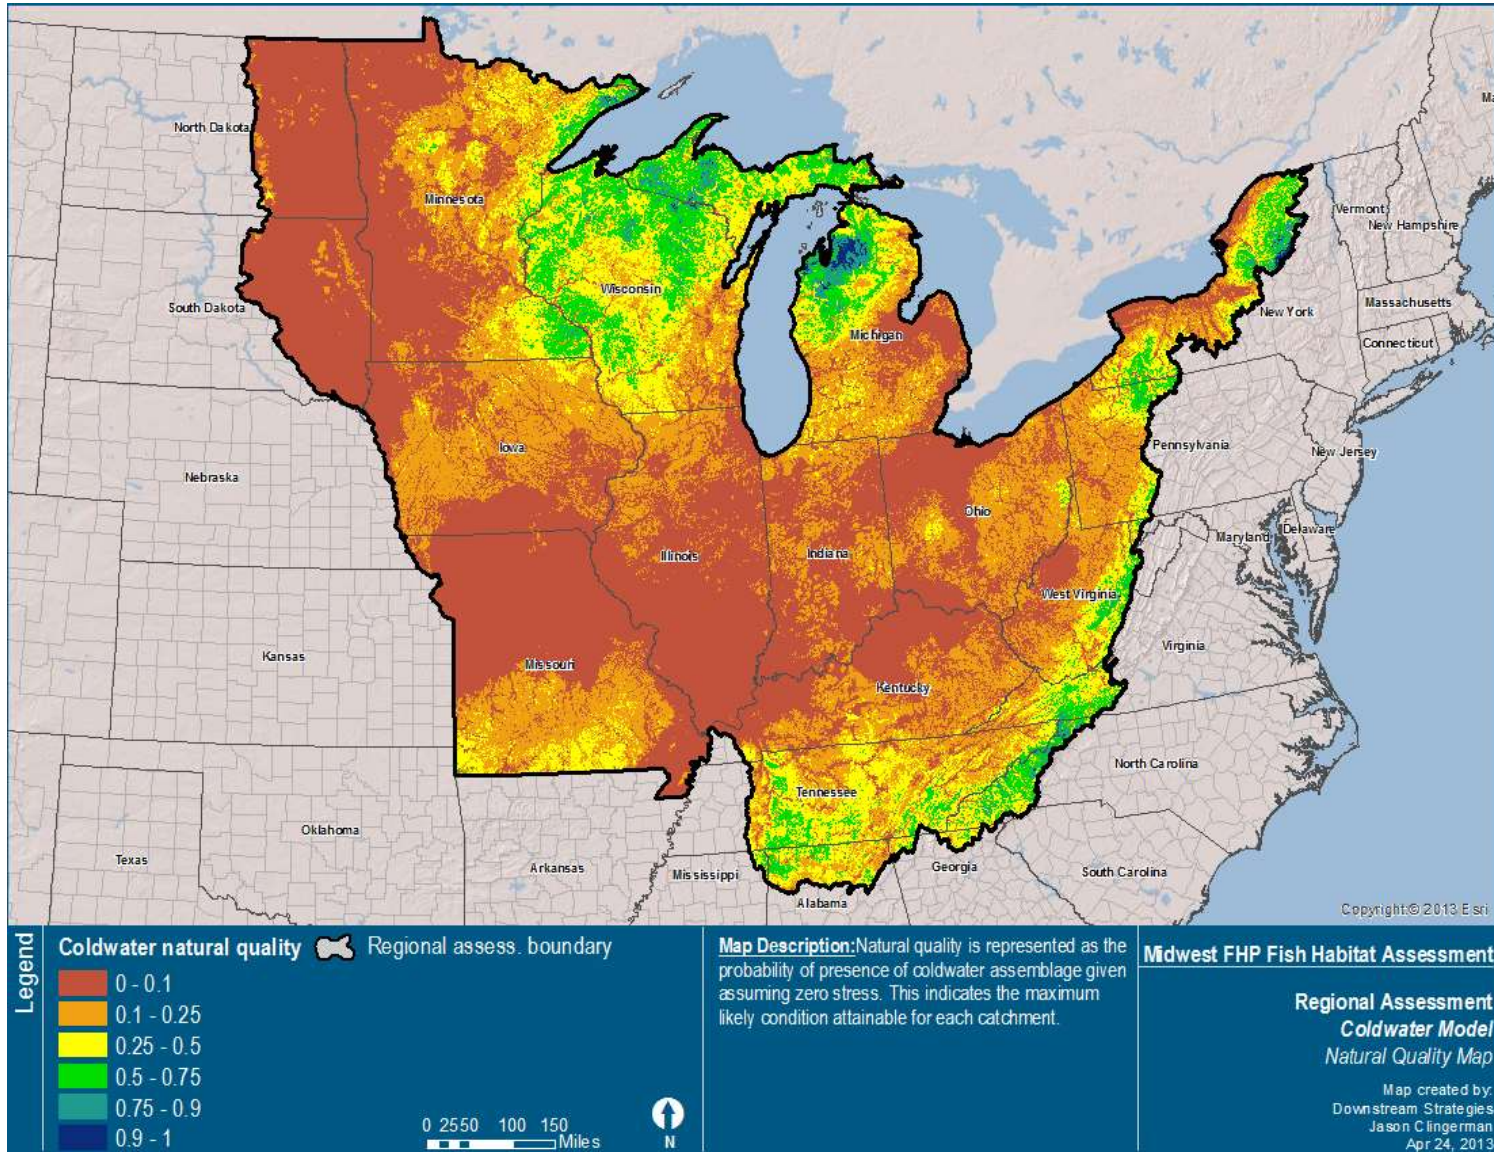 Ma
North Dakota
Minnesota
Vermont
New Hampshire
South Dakota
Wisconsin
Massachusetts
New York
Michigan
Connecticut
Iowa
Pennsylvania
New Jersey
Nebraska
Ohio
Delaware
Maryland
Illinois
Indiana
West Virginia
Virginia
Kansas
Missouri
Kentucky
North Carolina
Tennessee
Oklahoma
Texas
Arkansas
Mississippi
Georgia
South Carolina
Alabama
Copyright:© 2013 Esri
Legend
Coldwater natural quality
Regional assess. boundary
0 - 0.1
0.1 - 0.25
0.25 - 0.5
0.5 - 0.75
0.75 - 0.9
0.9 - 1
0 2550 100 150
Miles
N
Map Description:Natural quality is represented as the
probability of presence of coldwater assemblage given
assuming zero stress. This indicates the maximum
likely condition attainable for each catchment.
Midwest FHP Fish Habitat Assessment
Regional Assessment
Coldwater Model
Natural Quality Map
Map created by:
Downstream Strategies
Jason Clingerman
Apr 24, 2013